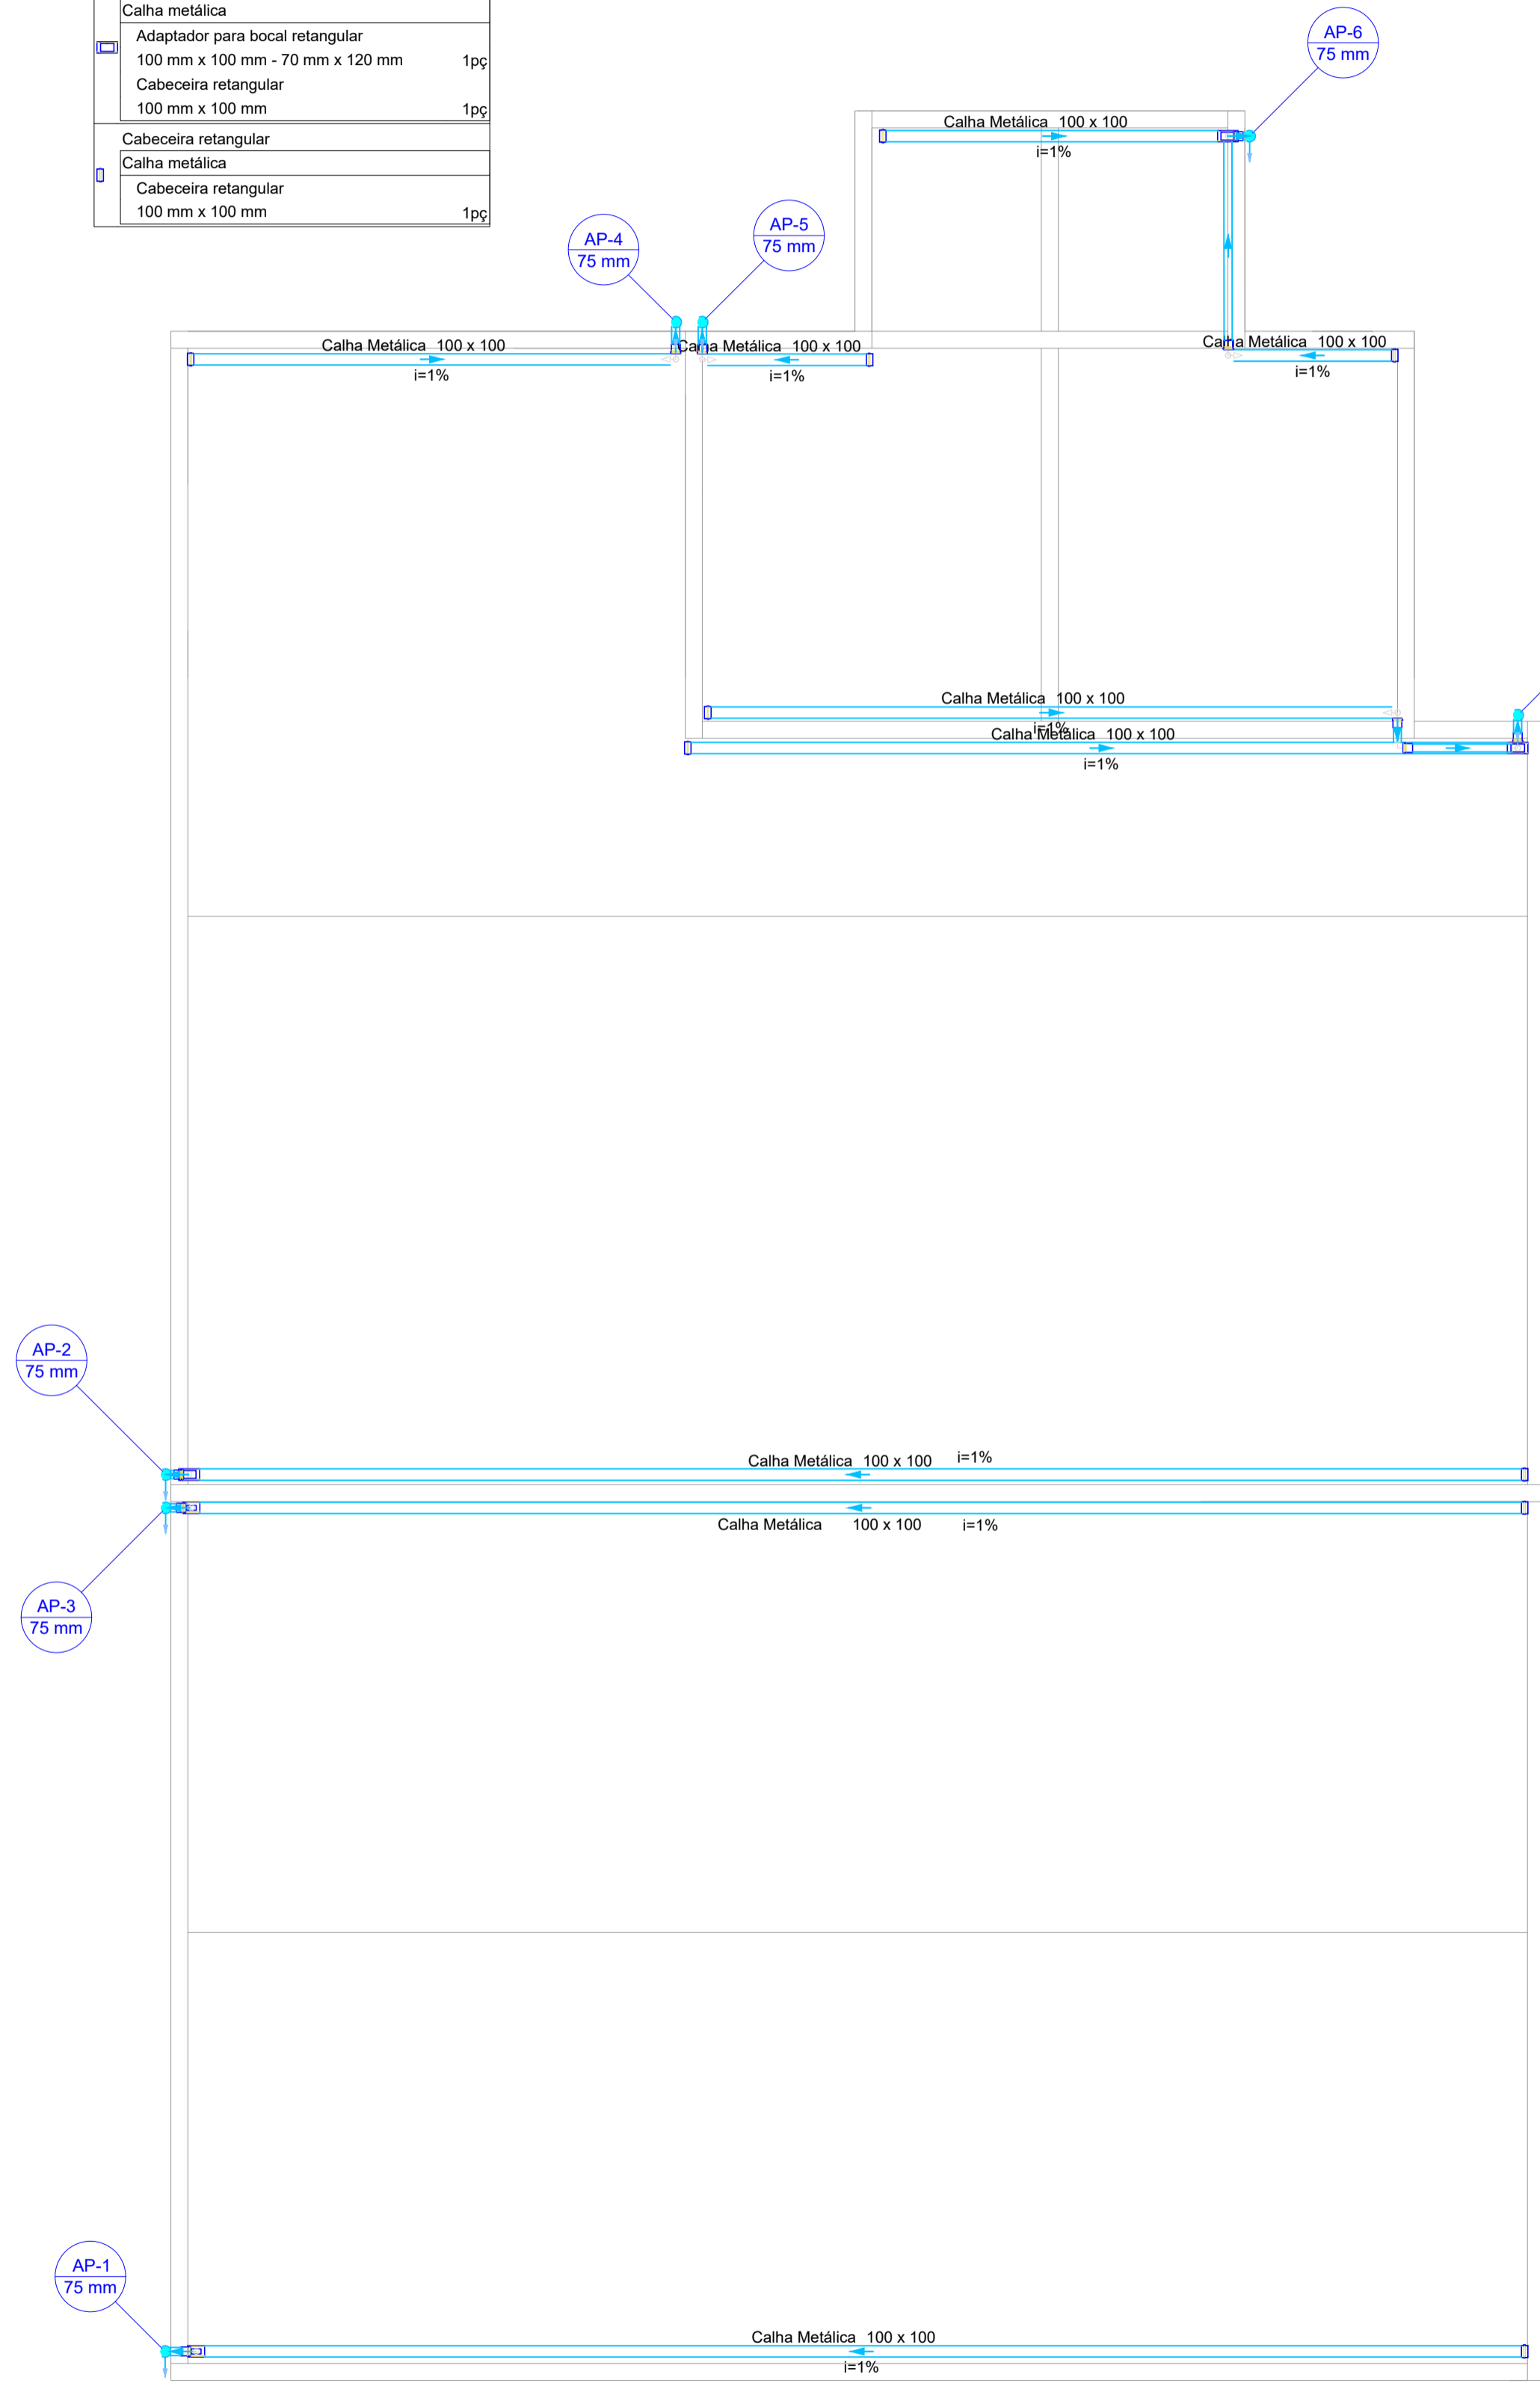 Calha metálica
Adaptador para bocal retangular
100 mm x 100 mm - 70 mm x 120 mm 1pç
Cabeceira retangular
100 mm x 100 mm 1pç
Cabeceira retangular
Calha metálica
Cabeceira retangular
100 mm x 100 mm 1pç
AP-6
75 mm
Calha Metálica 100 x 100
i=1%
AP-4
75 mm
AP-5
75 mm
Calha Metálica 100 x 100
i=1%
Calha Metálica 100 x 100
i=1%
Calha Metálica 100 x 100
i=1%
Calha Metálica 100 x 100
i=1%
Calha Metálica 100 x 100
i=1%
AP-2
75 mm
Calha Metálica 100 x 100 i=1%
Calha Metálica 100 x 100 i=1%
AP-3
75 mm
AP-1
75 mm
Calha Metálica 100 x 100
i=1%